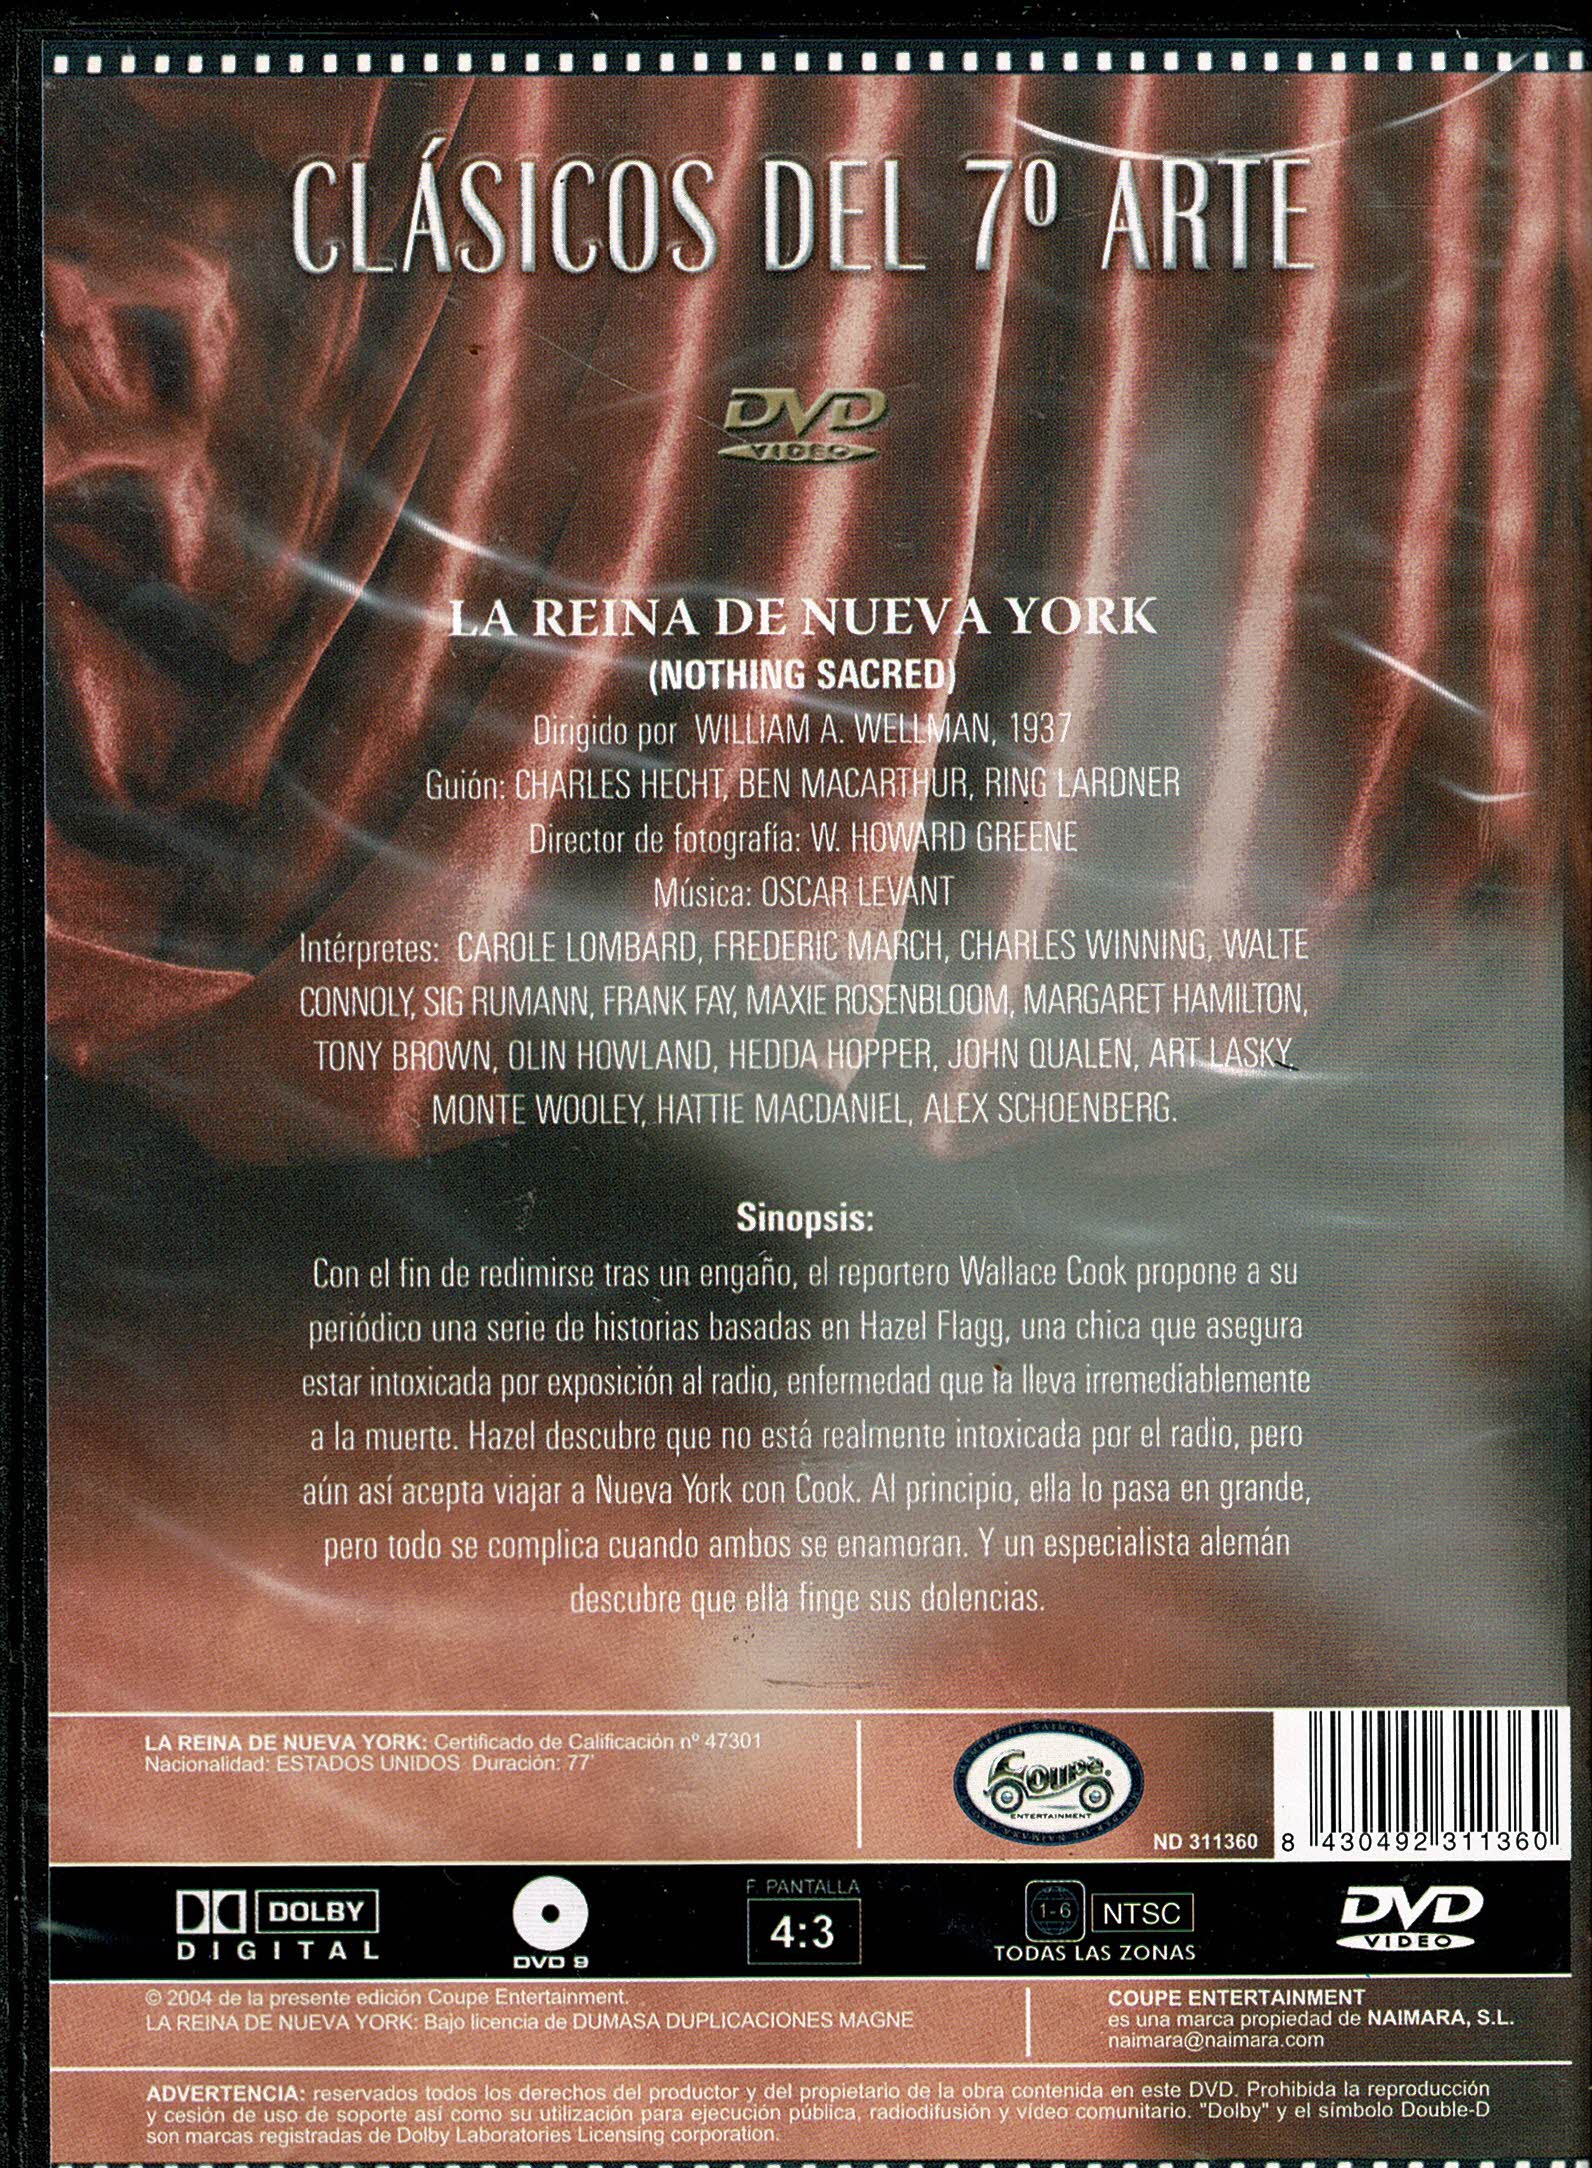 CLÁSICOS DEL 7º ARTE
DVD
VIDEO
LA REINA DE NUEVA YORK
(NOTHING SACRED)
Dirigido por WILLIAM A. WELLMAN, 1937
Guión: CHARLES HECHT, BEN MACARTHUR, RING LARDNER
Director de fotografía: W. HOWARD GREENE
Música: OSCAR LEVANT
Intérpretes: CAROLE LOMBARD, FREDERIC MARCH, CHARLES WINNING, WALTE
CONNOLY, SIG RUMANN, FRANK FAY, MAXIE ROSENBLOOM, MARGARET HAMILTON,
TONY BROWN, OLIN HOWLAND, HEDDA HOPPER, JOHN QUALEN, ART LASKY,
MONTE WOOLEY, HATTIE MACDANIEL, ALEX SCHOENBERG.
Sinopsis:
Con el fin de redimirse tras un engaño, el reportero Wallace Cook propone a su
periódico una serie de historias basadas en Hazel Flagg, una chica que asegura
estar intoxicada por exposición al radio, enfermedad que la lleva irremediablemente
a la muerte. Hazel descubre que no está realmente intoxicada por el radio, pero
aún así acepta viajar a Nueva York con Cook. Al principio, ella lo pasa en grande,
pero todo se complica cuando ambos se enamoran. Y un especialista alemán
descubre que ella finge sus dolencias.
LA REINA DE NUEVA YORK: Certificado de Calificación nº 47301
Nacionalidad: ESTADOS UNIDOS Duración: 77'
Coupe.
ENTERTAINMENT
ND 311360
8 430492 311360
DOLBY
DIGITAL
DVD 9
F. PANTALLA
4:3
1-6
NTSC
TODAS LAS ZONAS
DVD
VIDEO
© 2004 de la presente edición Coupe Entertainment.
LA REINA DE NUEVA YORK: Bajo licencia de DUMASA DUPLICACIONES MAGNE
COUPE ENTERTAINMENT
es una marca propiedad de NAIMARA, S.L.
naimara@naimara.com
ADVERTENCIA: reservados todos los derechos del productor y del propietario de la obra contenida en este DVD. Prohibida la reproducción
y cesión de uso de soporte así como su utilización para ejecución pública, radiodifusión y vídeo comunitario. "Dolby" y el símbolo Double-D
son marcas registradas de Dolby Laboratories Licensing corporation.